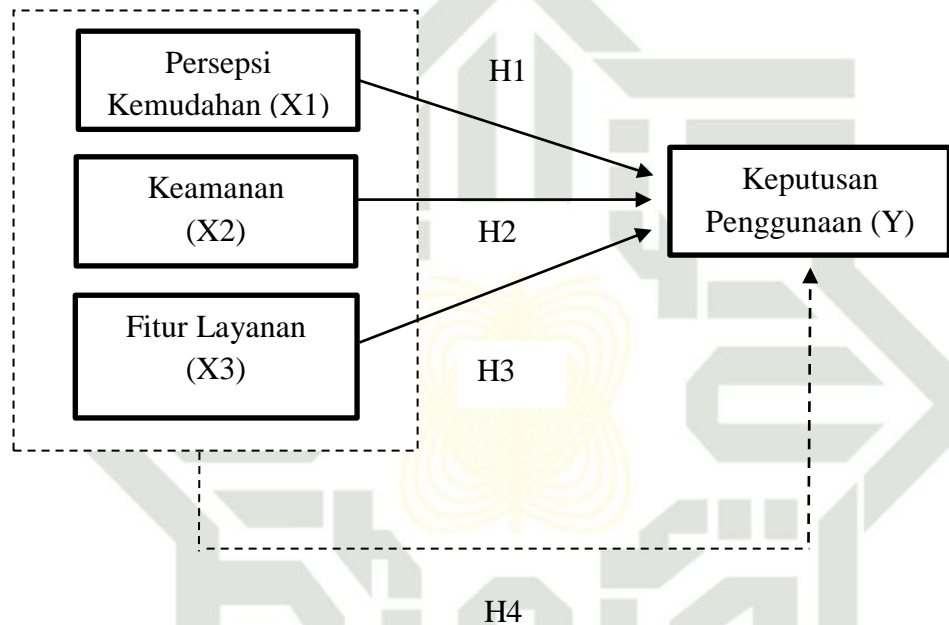 Persepsi
Kemudahan (X1)
H1
Keamanan
(X2)
Keputusan
Penggunaan (Y)
H2
Fitur Layanan
(X3)
H3
H4